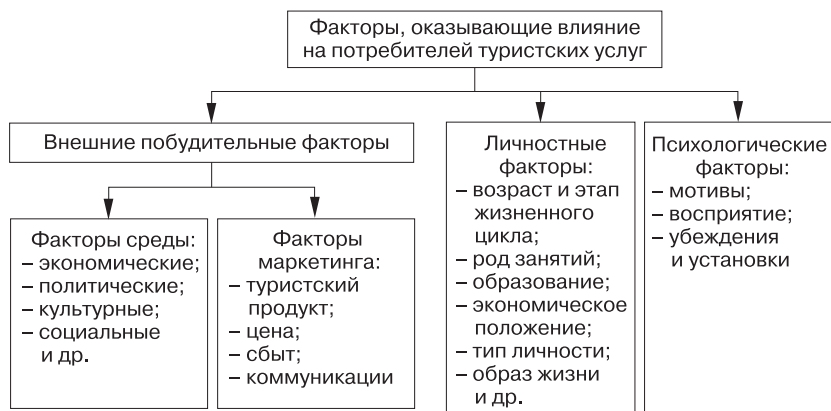 Факторы, оказывающие влияние
на потребителей туристских услуг
Внешние побудительные факторы
Факторы среды:
– экономические;
– политические;
– культурные;
– социальные
и др.
Факторы
маркетинга:
– туристский
продукт;
– цена;
– сбыт;
– коммуникации
Личностные
факторы:
– возраст и этап
жизненного
цикла;
– род занятий;
– образование;
– экономическое
положение;
– тип личности;
– образ жизни
и др.
Психологические
факторы:
– мотивы;
– восприятие;
– убеждения
и установки